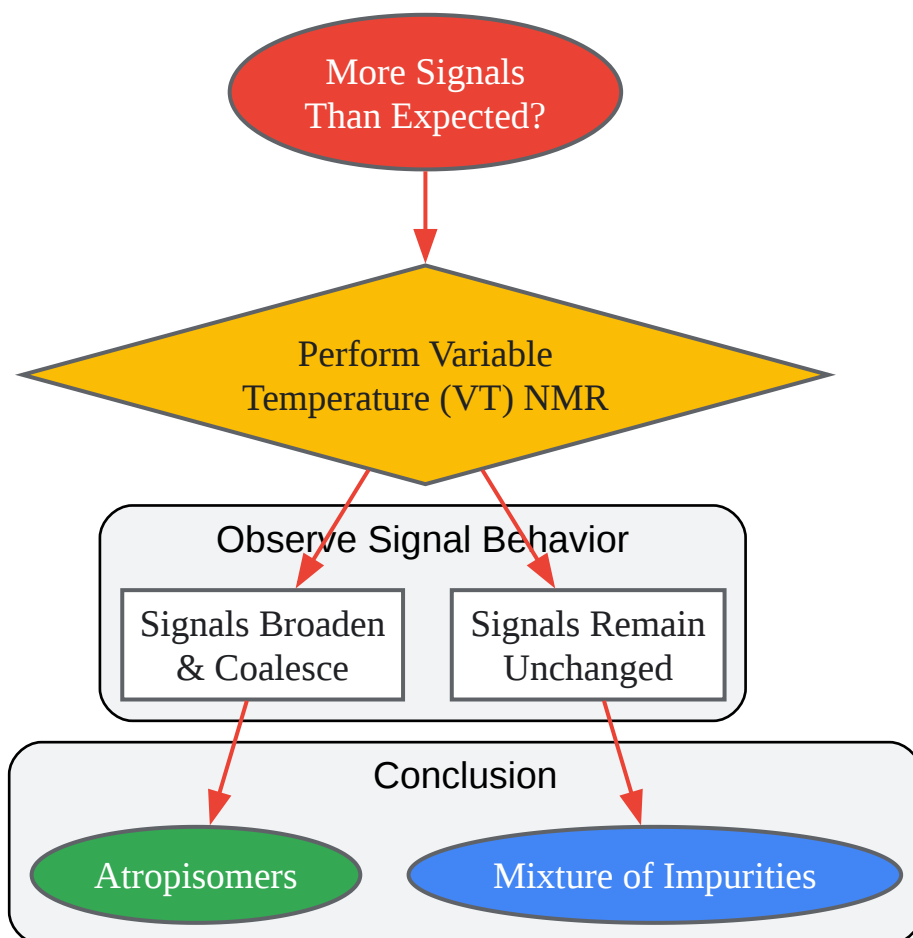 More Signals
Than Expected?
Perform Variable
Temperature (VT) NMR
Observe Signal Behavior
Signals Broaden
& Coalesce
Signals Remain
Unchanged
Conclusion
Atropisomers
Mixture of Impurities